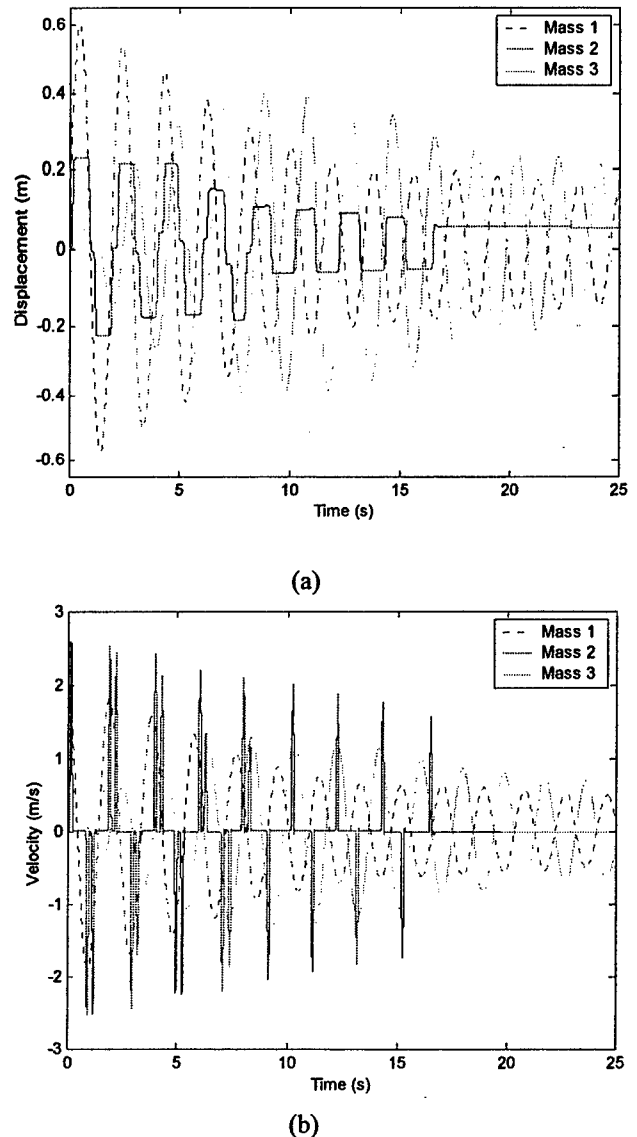 0.6
0.4
0.2
0
-0.2
-0.4
-0.6
Displacement (m)
Mass 1
Mass 2
Mass 3
0 5 10 15 20 25
Time (s)
(a)
3
2
1
0
-1
-2
-3
Velocity (m/s)
Mass 1
Mass 2
Mass 3
0 5 10 15 20 25
Time (s)
(b)